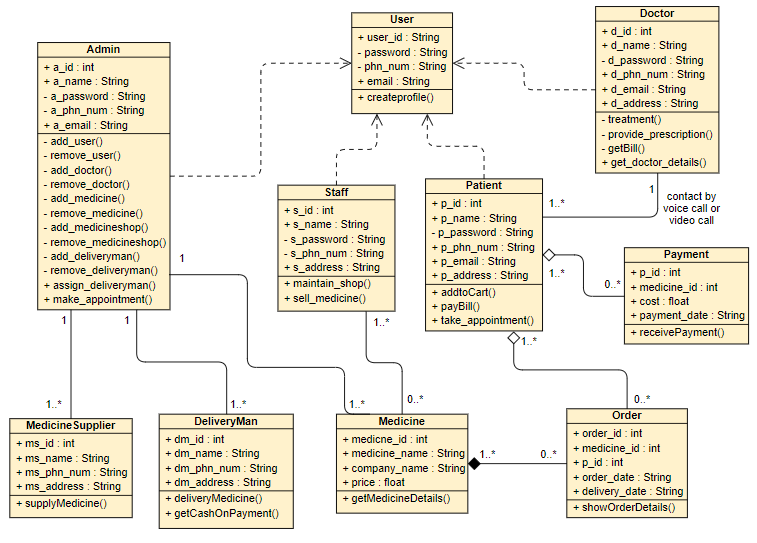 User
+ user_id : String
- password : String
- phn_num : String
+ email : String
+ createprofile()
Doctor
+ d_id : int
+ d_name : String
- d_password : String
+ d_phn_num : String
+ d_email : String
+ d_address : String
- treatment()
- provide_prescription()
- getBill()
+ get_doctor_details()
Admin
+ a_id : int
+ a_name : String
- a_password : String
- a_phn_num : String
+ a_email : String
- add_user()
- remove_user()
- add_doctor()
- remove_doctor()
- add_medicine()
- remove_medicine()
- add_medicineshop()
- remove_medicineshop()
- add_deliveryman()
- remove_deliveryman()
+ assign_deliveryman()
+ make_appointment()
Staff
+ s_id : int
+ s_name : String
- s_password : String
- s_phn_num : String
+ s_address : String
+ maintain_shop()
+ sell_medicine()
Patient
+ p_id : int
+ p_name : String
- p_password : String
+ p_phn_num : String
+ p_email : String
+ p_address : String
+ addtoCart()
+ payBill()
+ take_appointment()
1
contact by
voice call or
video call
1..*
Payment
+ p_id : int
+ medicine_id : int
+ cost : float
+ payment_date : String
+ receivePayment()
1
1..*
0..*
1
1
1..*
1..*
1..*
1..*
1..*
0..*
0..*
MedicineSupplier
+ ms_id : int
+ ms_name : String
+ ms_phn_num : String
+ ms_address : String
+ supplyMedicine()
DeliveryMan
+ dm_id : int
+ dm_name : String
+ dm_phn_num : String
+ dm_address : String
+ deliveryMedicine()
+ getCashOnPayment()
Medicine
+ medicne_id : int
+ medicine_name : String
+ company_name : String
+ price : float
+ getMedicineDetails()
1..*
0..*
Order
+ order_id : int
+ medicine_id : int
+ p_id : int
+ order_date : String
+ delivery_date : String
+ showOrderDetails()